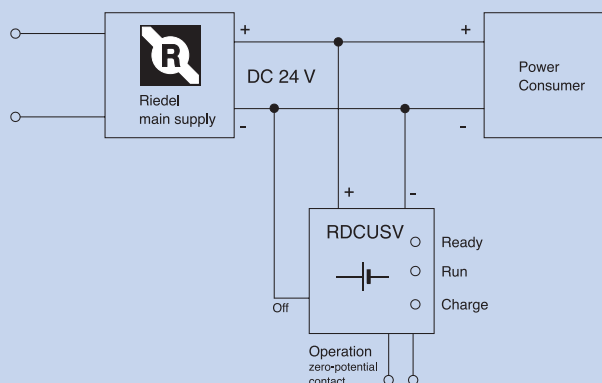 +
+
R
DC 24 V
Riedel
main supply
Power
Consumer
-
-
+
-
RDCUSV
Ready
Run
Charge
Off
Operation
zero-potential
contact